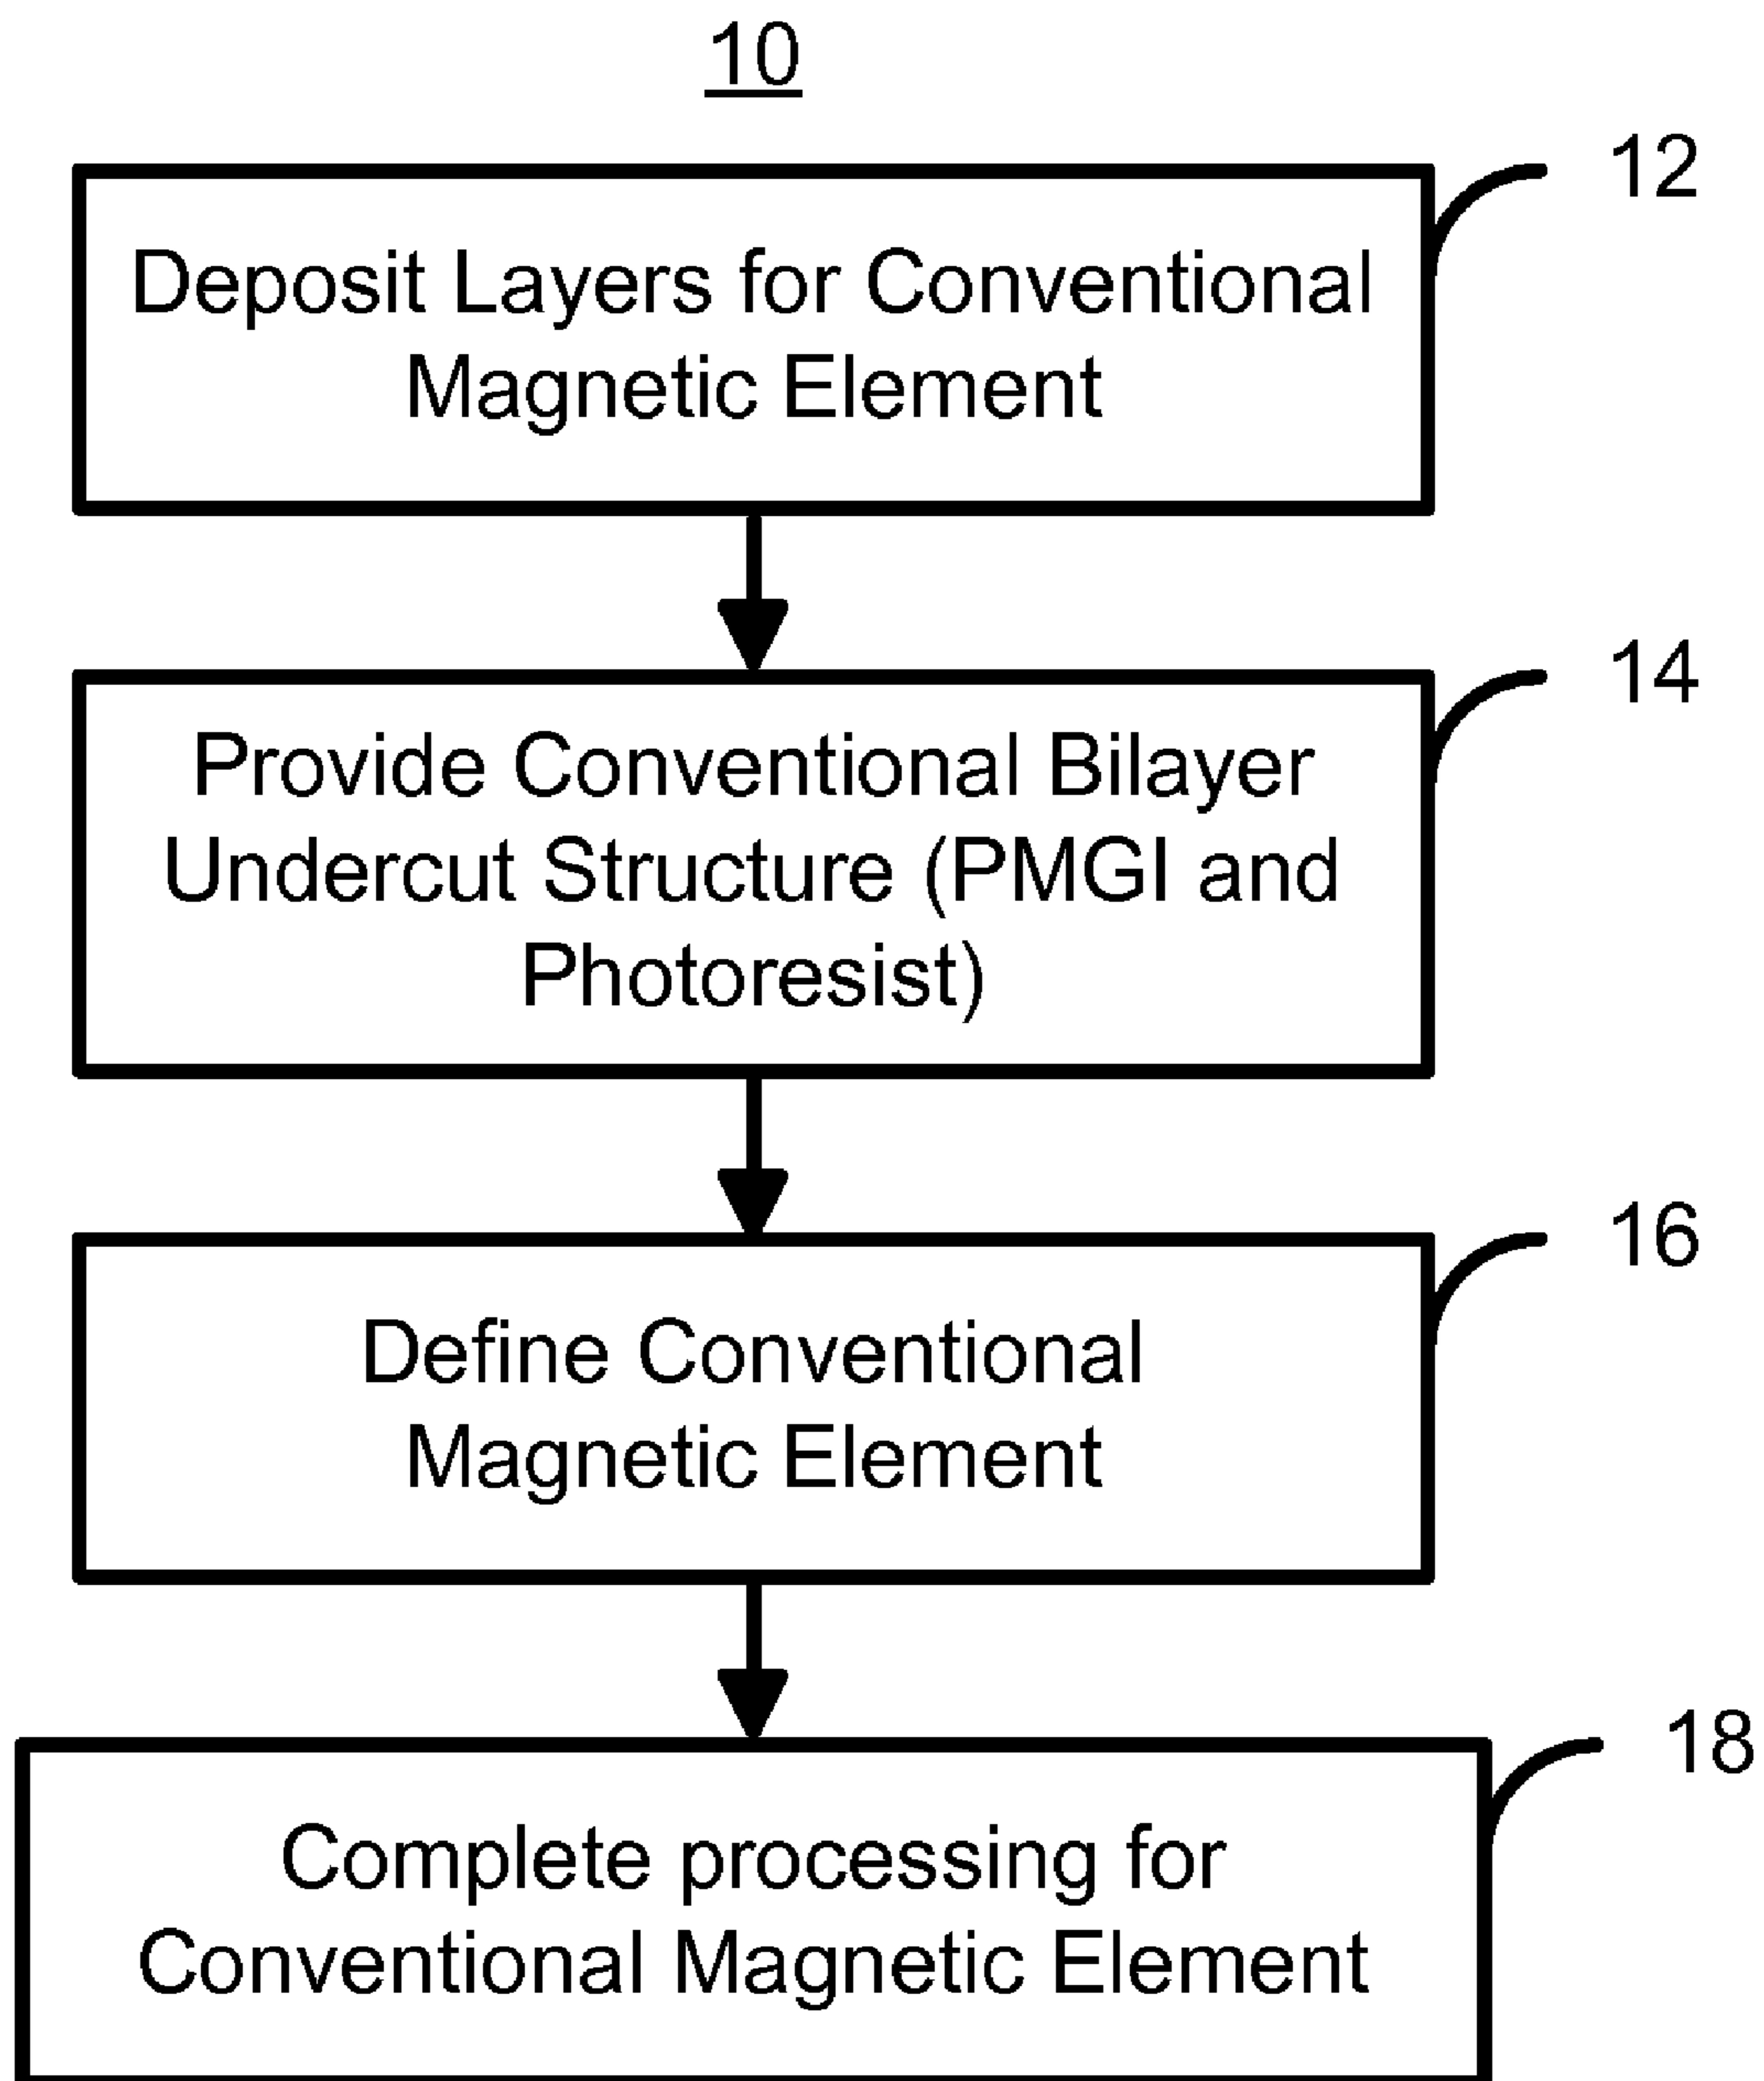 10
12
Deposit Layers for Conventional
Magnetic Element
14
Provide Conventional Bilayer
Undercut Structure (PMGI and
Photoresist)
16
Define Conventional
Magnetic Element
18
Complete processing for
Conventional Magnetic Element